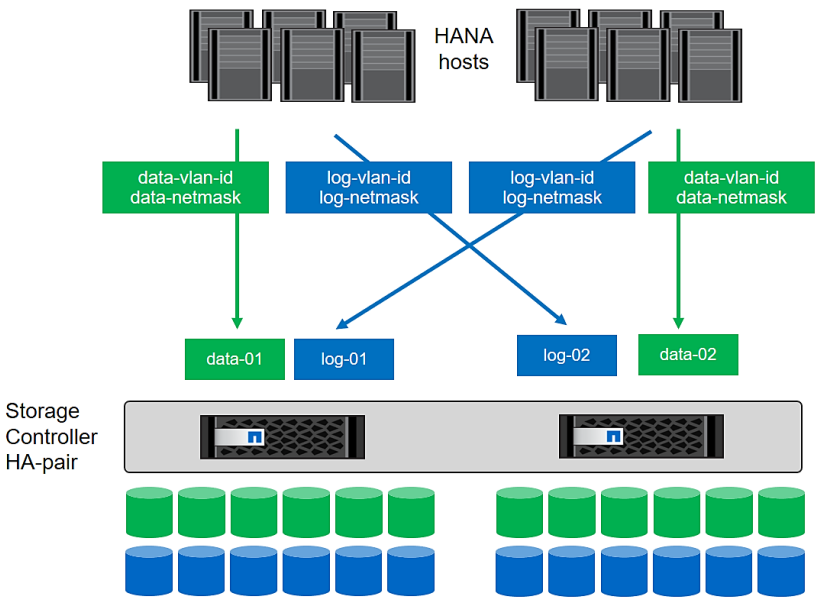 HANA
hosts
data-vlan-id
data-netmask
log-vlan-id
log-netmask
log-vlan-id
log-netmask
data-vlan-id
data-netmask
data-01
log-01
log-02
data-02
Storage
Controller
HA-pair